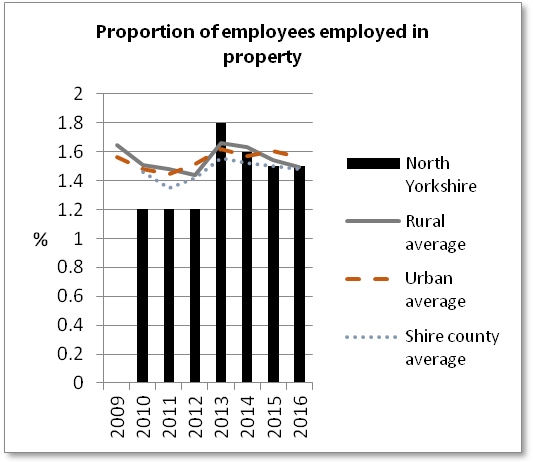 Proportion of employees employed in
property
2
1.8
1.6
1.4
1.2
1
0.8
0.6
0.4
0.2
0
%
2009
2010
2011
2012
2013
2014
2015
2016
North
Yorkshire
Rural
average
Urban
average
Shire county
average